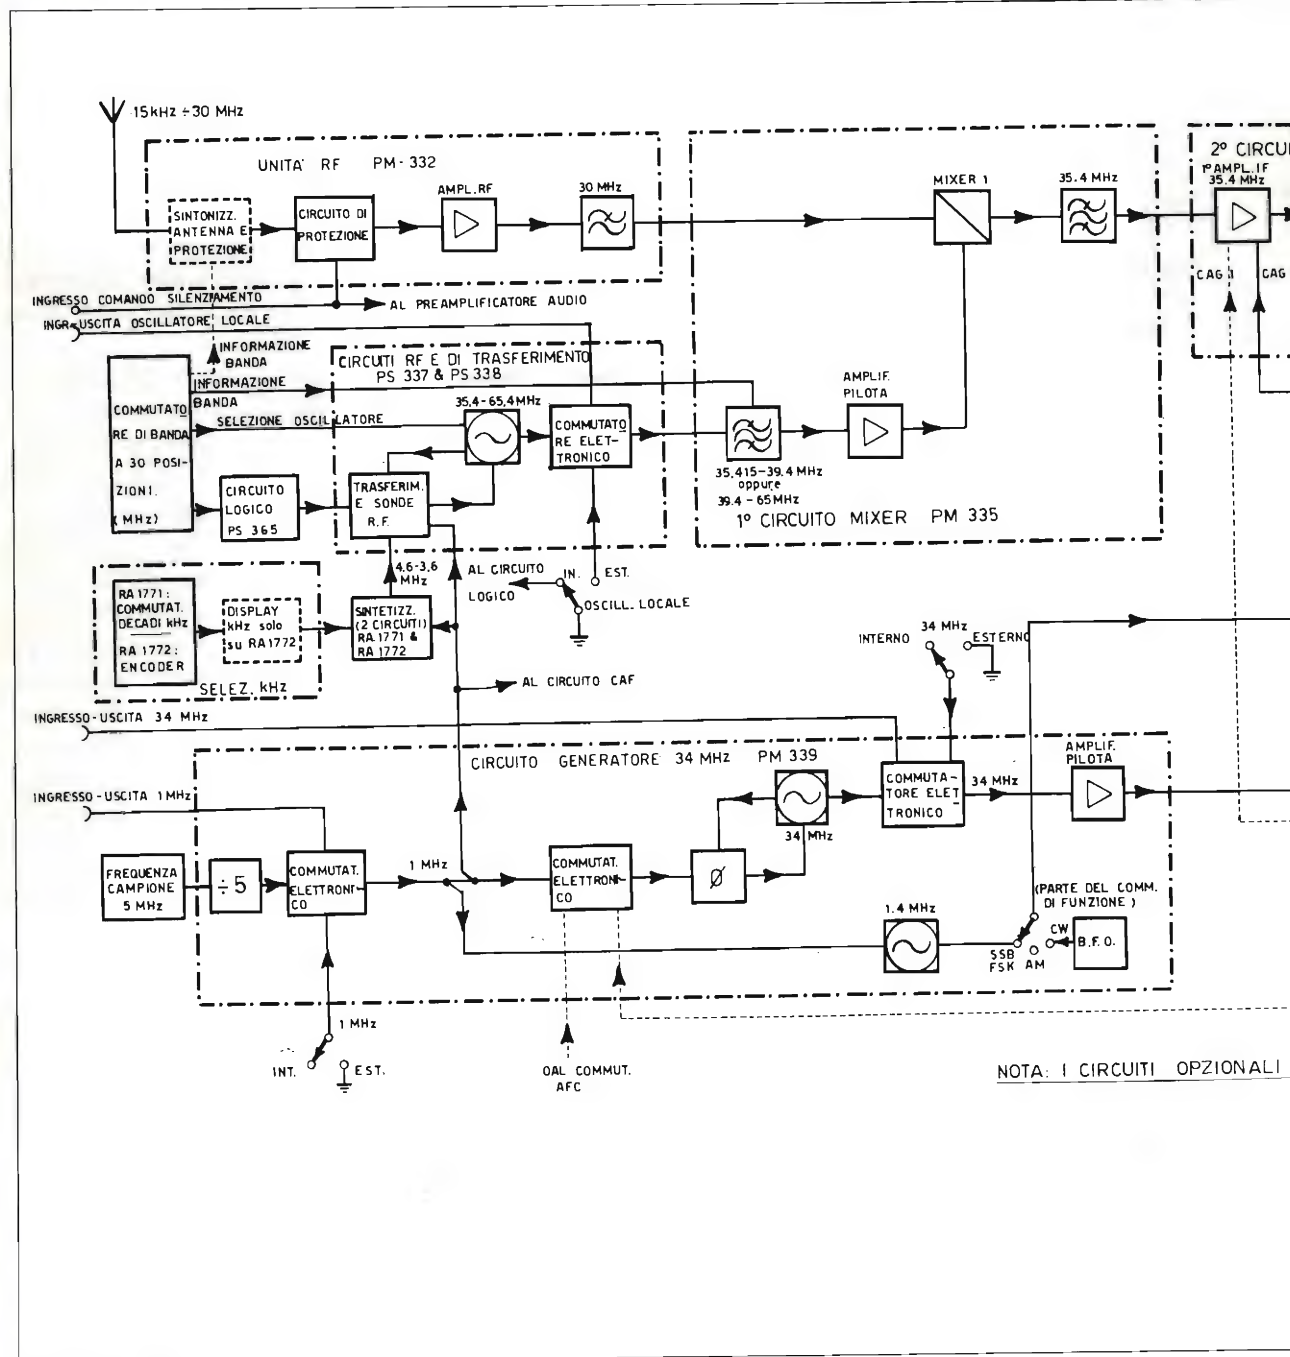 15kHz ÷30 MHz
UNITA' RF PM-332
SINTONIZZ.
ANTENNA E
PROTEZIONE
CIRCUITO DI
PROTEZIONE
AMPL.RF
30 MHz
MIXER 1
35.4 MHz
2º CIRCUI
1º AMPL.IF
35.4 MHz
CAG 1
CAG
INGRESSO COMANDO SILENZIAMENTO
AL PREAMPLIFICATORE AUDIO
INGR-USCITA OSCILLATORE LOCALE
INFORMAZIONE
BANDA
CIRCUITI RF E DI TRASFERIMENTO
PS 337 & PS 338
INFORMAZIONE
BANDA
COMMUTATO
RE DI BANDA
A 30 POSI-
ZIONI.
(MHz)
SELEZIONE OSCILLATORE
35,4-65,4MHz
COMMUTATO
RE ELET-
TRONICO
AMPLIF.
PILOTA
35,415-39.4 MHz
oppure
39.4-65MHz
1º CIRCUITO MIXER PM 335
CIRCUITO
LOGICO
PS 365
TRASFERIM.
E SONDE
R.F.
4.6-3,6
MHz
AL CIRCUITO
LOGICO
IN.
EST.
OSCILL. LOCALE
RA 1771:
COMMUTAT.
DECADI kHz
RA 1772:
ENCODER
DISPLAY
kHz solo
su RA1772
SELEZ. kHz
SINTETIZZ.
(2 CIRCUITI)
RA 1771 &
RA 1772
34 MHz
INTERNO
ESTERNO
AL CIRCUITO CAF
INGRESSO-USCITA 34 MHz
CIRCUITO GENERATORE 34 MHz PM 339
COMMUTA-
TORE ELET
TRONICO
34 MHz
AMPLIF.
PILOTA
34 MHz
INGRESSO-USCITA 1MHz
FREQUENZA
CAMPIONE
5 MHz
÷5
COMMUTAT.
ELETTRONI-
CO
1 MHz
COMMUTAT.
ELETTRONI-
CO
Ø
1.4 MHz
(PARTE DEL COMM.
DI FUNZIONE)
SSB
FSK
AM
CW
B.F.O.
1 MHz
INT.
EST.
DAL COMMUT.
AFC
NOTA: I CIRCUITI OPZIONALI